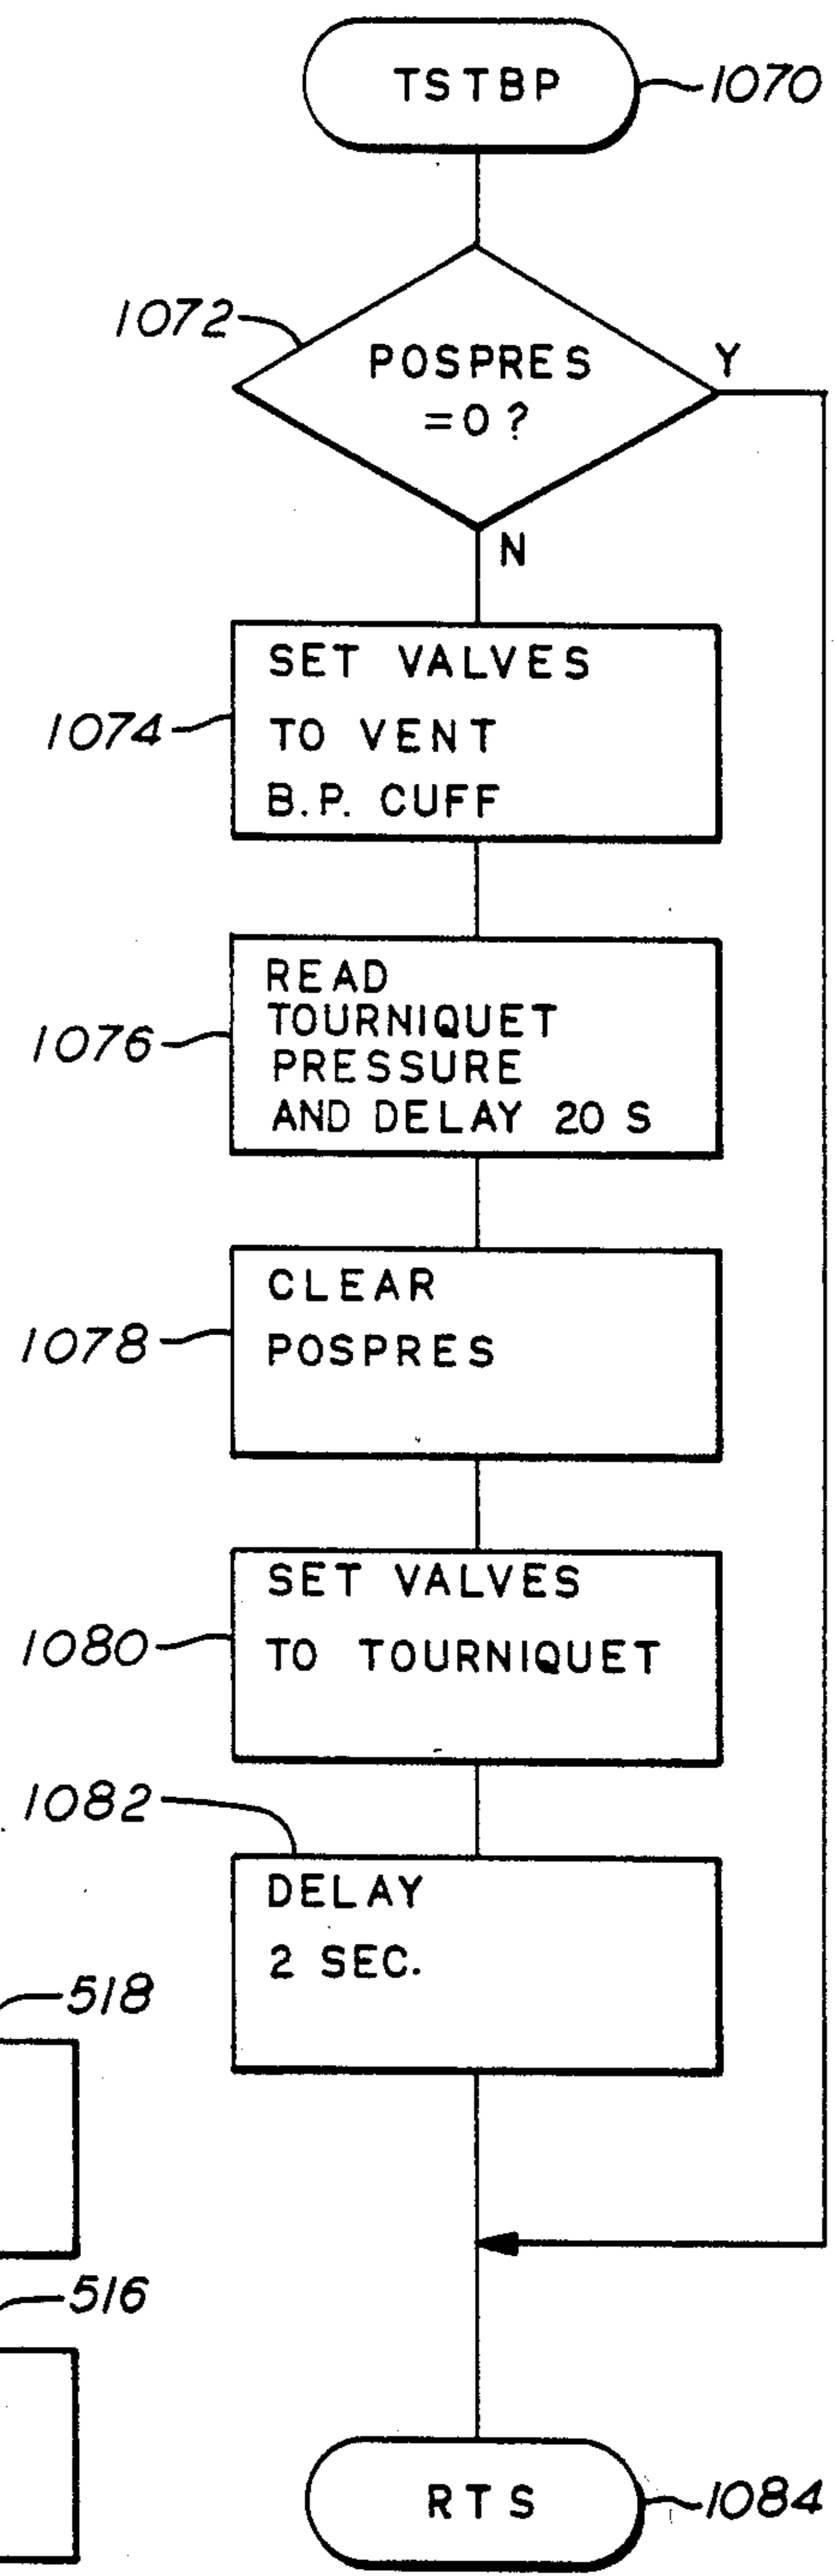 TSTBP
1070
1072
POSPRES
=0?
Y
N
SET VALVES
TO VENT
B.P. CUFF
1074
READ
TOURNIQUET
PRESSURE
AND DELAY 20 S
1076
CLEAR
POSPRES
1078
SET VALVES
TO TOURNIQUET
1080
1082
DELAY
2 SEC.
518
516
RTS
1084